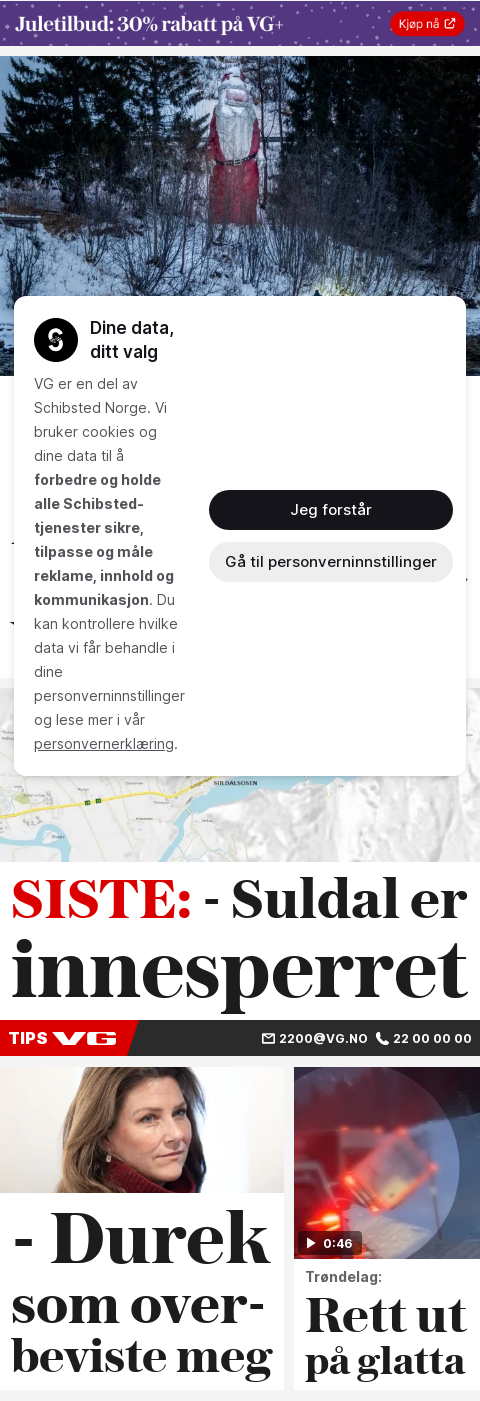 Juletilbud: 30% rabatt på VG+
Kjøp nå
Dine data,
ditt valg
VG er en del av
Schibsted Norge. Vi
bruker cookies og
dine data til å
forbedre og holde
alle Schibsted-
tjenester sikre,
tilpasse og måle
reklame, innhold og
kommunikasjon. Du
kan kontrollere hvilke
data vi får behandle i
dine
personverninnstillinger
og lese mer i vår
personvernerklæring.
Jeg forstår
Gå til personverninnstillinger
SULDALSOSEN
SISTE: - Suldal er
innesperret
TIPS VG
2200@VG.NO
22 00 00 00
- Durek
som over-
beviste meg
0:46
Trøndelag:
Rett ut
på glatta